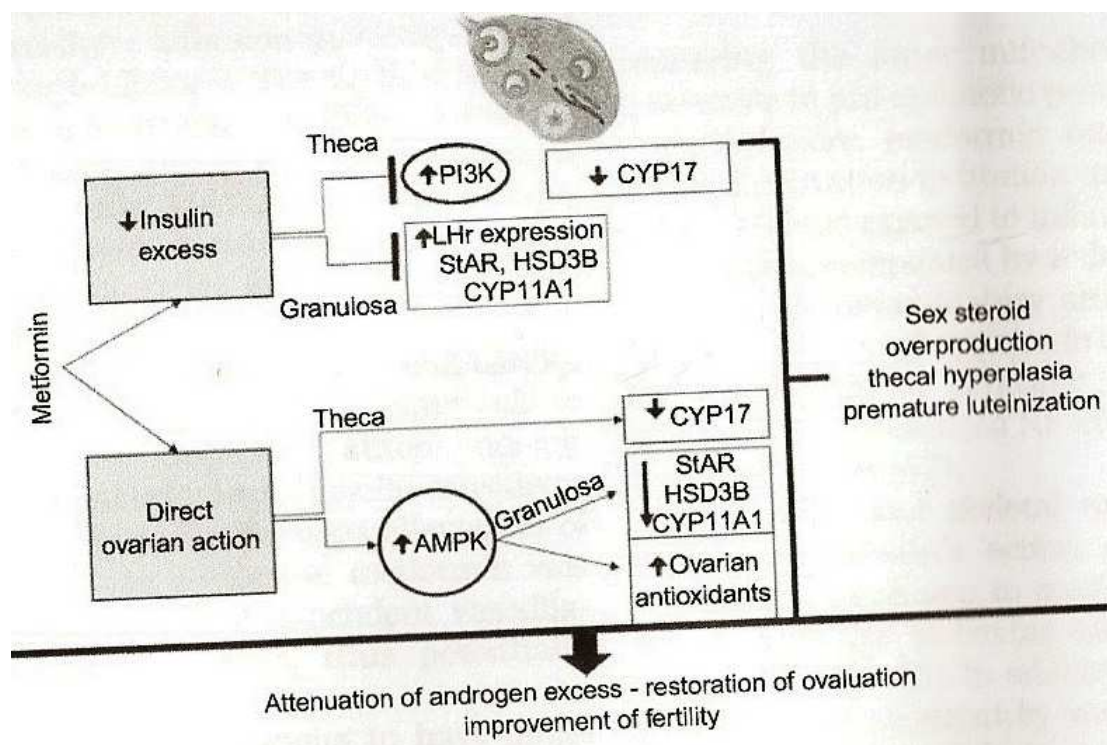 Theca
↑PI3K
↓ CYP17
↓Insulin
excess
↑LHr expression
StAR, HSD3B
CYP11A1
Granulosa
Metformin
Sex steroid
overproduction
thecal hyperplasia
premature luteinization
Theca
↓ CYP17
Direct
ovarian action
↑AMPK
Granulosa
StAR
HSD3B
↓CYP11A1
↑Ovarian
antioxidants
Attenuation of androgen excess - restoration of ovaluation
improvement of fertility